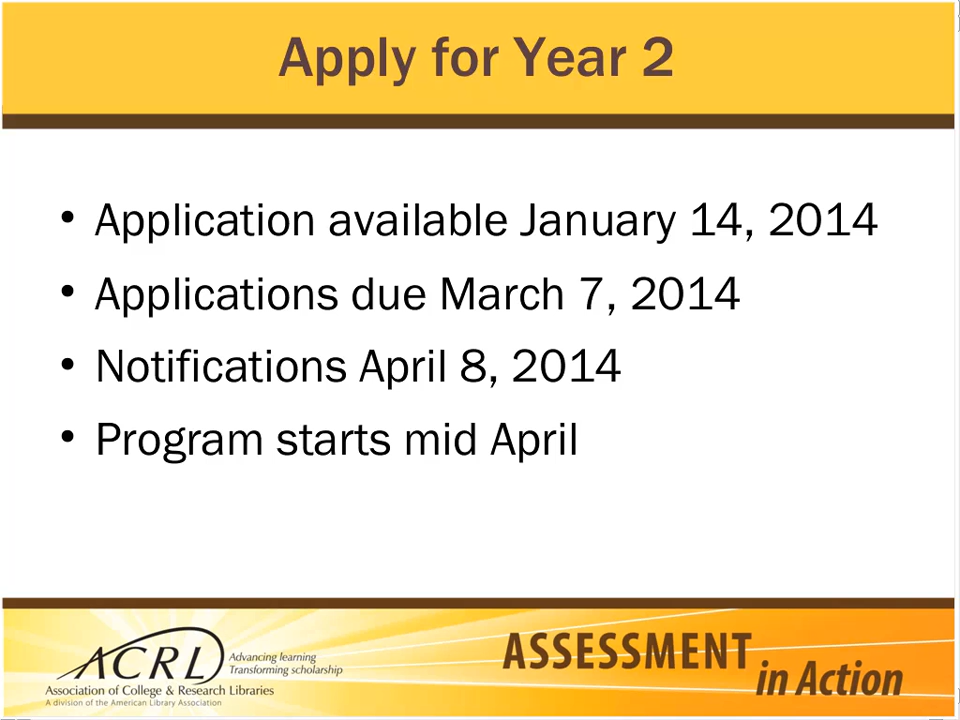 Apply for Year 2
• Application available January 14, 2014
• Applications due March 7, 2014
• Notifications April 8, 2014
• Program starts mid April
ACRL
Advancing learning
Transforming scholarship
Association of College & Research Libraries
A division of the American Library Association
ASSESSMENT
in Action